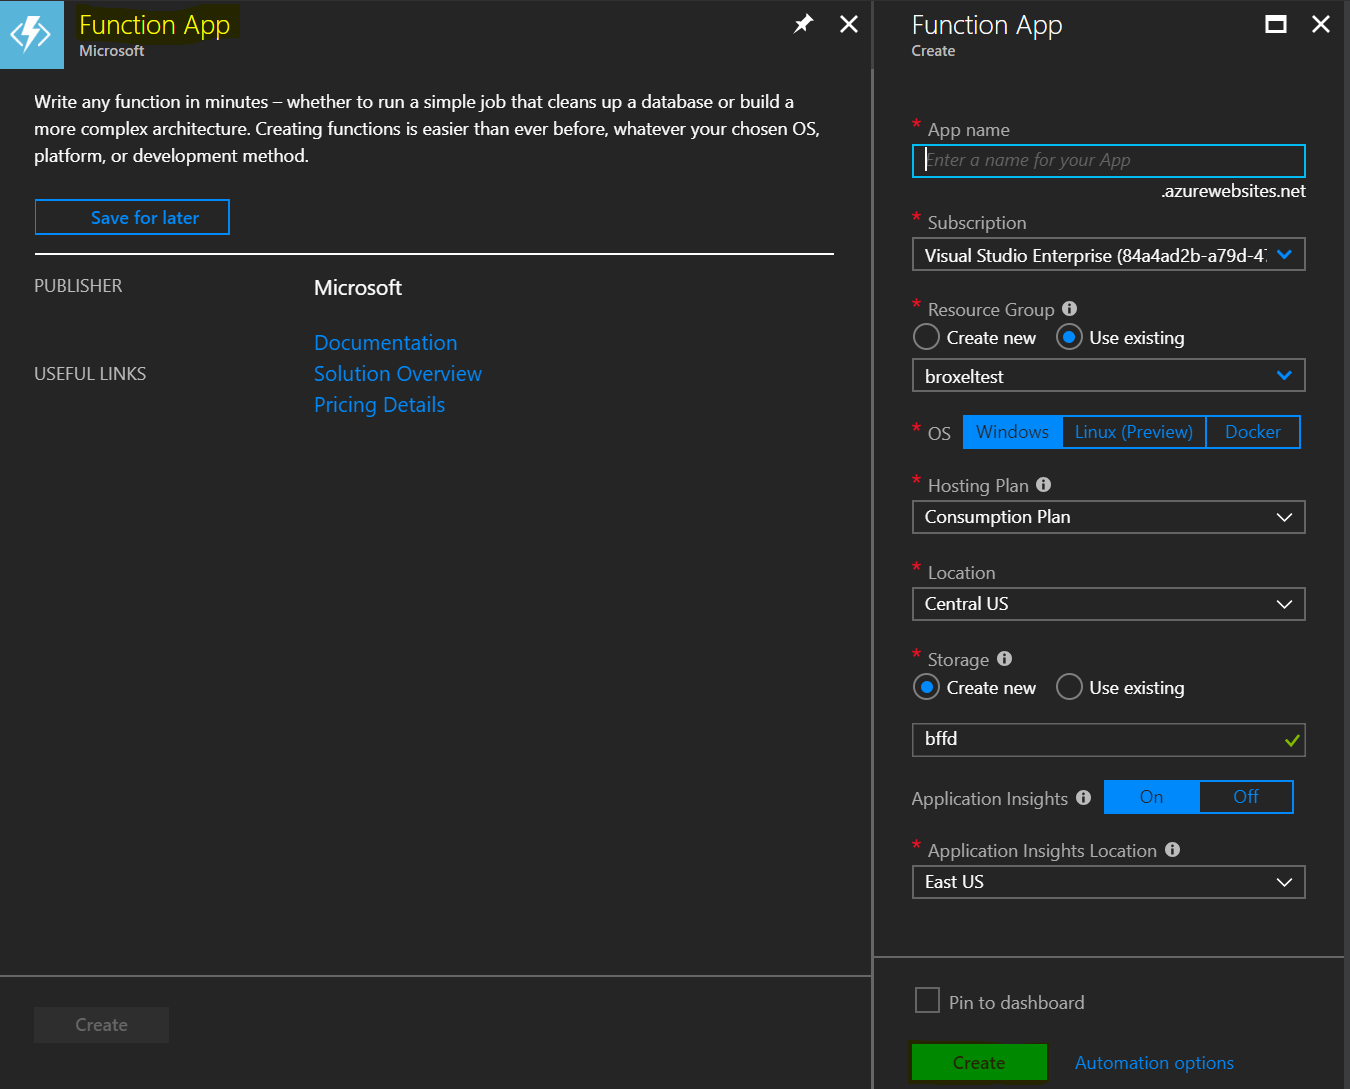 Function App
Microsoft
Write any function in minutes – whether to run a simple job that cleans up a database or build a
more complex architecture. Creating functions is easier than ever before, whatever your chosen OS,
platform, or development method.
Save for later
PUBLISHER
Microsoft
USEFUL LINKS
Documentation
Solution Overview
Pricing Details
Create
Function App
Create
* App name
Enter a name for your App
.azurewebsites.net
* Subscription
Visual Studio Enterprise (84a4ad2b-a79d-4
* Resource Group
Create new Use existing
broxeltest
* OS Windows Linux (Preview) Docker
* Hosting Plan
Consumption Plan
* Location
Central US
* Storage
Create new Use existing
bffd
Application Insights On Off
* Application Insights Location
East US
Pin to dashboard
Create Automation options